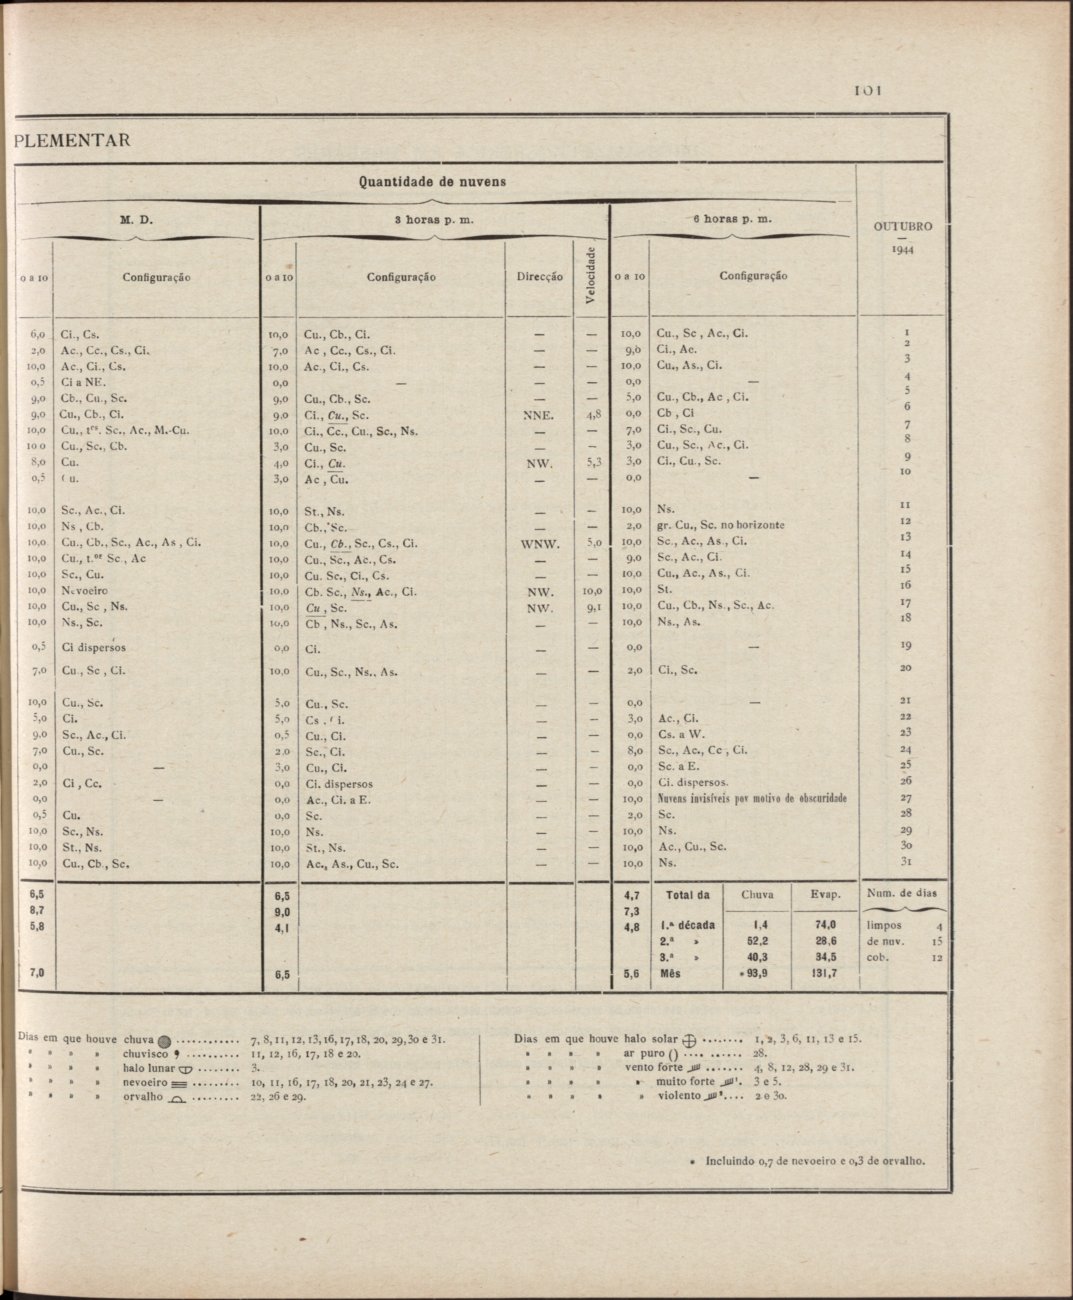 101
PLEMENTAR
Quantidade de nuvens
M. D. 3 horas p. m. 6 horas p. m. OUTUBRO
—
1944
0 a 10 Configuração 0 a 10 Configuração Direcção Velocidade 0 a 10 Configuração
6,0 Ci., Cs. 10,0 Cu., Cb., Ci. — — 10,0 Cu., Sc , Ac., Ci. 1
2,0 Ac., Cc., Cs., Ci. 7,0 Ac , Cc., Cs., Ci. — — 9,0 Ci., Ac. 2
10,0 Ac., Ci., Cs. 10,0 Ac., Ci., Cs. — — 10,0 Cu., As., Ci. 3
0,5 Ci a NE. 0,0 — — — 0,0 — 4
9,0 Cb., Cu., Sc. 9,0 Cu., Cb., Sc. — — 5,0 Cu., Cb., Ac , Ci. 5
9,0 Cu., Cb., Ci. 9,0 Ci., Cu., Sc. NNE. 4,8 0,0 Cb , Ci 6
10,0 Cu., tes. Sc., Ac., M.-Cu. 10,0 Ci., Cc., Cu., Sc., Ns. — — 7,0 Ci., Sc., Cu. 7
10 0 Cu., Sc., Cb. 3,0 Cu., Sc. — — 3,0 Cu., Sc., Ac., Ci. 8
8,0 Cu. 4,0 Ci., Cu. NW. 5,3 3,0 Ci., Cu., Sc. 9
0,5 u. 3,0 Ac , Cu. — — 0,0 — 10
10,0 Sc., Ac., Ci. 10,0 St., Ns. — — 10,0 Ns. 11
10,0 Ns , Cb. 10,0 Cb., Sc. — — 2,0 gr. Cu., Sc. no horizonte 12
10,0 Cu., Cb., Sc., Ac., As , Ci. 10,0 Cu., Cb., Sc., Cs., Ci. WNW. 5,0 10,0 Sc., Ac., As., Ci. 13
10,0 Cu., t.oe Sc., Ac 10,0 Cu., Sc., Ac., Cs. — — 9,0 Sc., Ac., Ci. 14
10,0 Sc., Cu. 10,0 Cu. Sc., Ci., Cs. — — 10,0 Cu., Ac., As., Ci. 15
10,0 Nevoeiro 10,0 Cb. Sc., Ns., Ac., Ci. NW. 10,0 10,0 St. 16
10,0 Cu., Sc , Ns. 10,0 Cu , Sc. NW. 9,1 10,0 Cu., Cb., Ns., Sc., Ac. 17
10,0 Ns., Sc. 10,0 Cb , Ns., Sc., As. — — 10,0 Ns., As. 18
0,5 Ci dispersos 0,0 Ci. — — 0,0 — 19
7,0 Cu., Sc , Ci. 10,0 Cu., Sc., Ns., As. — — 2,0 Ci., Sc. 20
10,0 Cu., Sc. 5,0 Cu., Sc. — — 0,0 — 21
5,0 Ci. 5,0 Cs . i. — — 3,0 Ac., Ci. 22
9,0 Sc., Ac., Ci. 0,5 Cu., Ci. — — 0,0 Cs. a W. 23
7,0 Cu., Sc. 2,0 Sc., Ci. — — 8,0 Sc., Ac., Cc , Ci. 24
0,0 — 3,0 Cu., Ci. — — 0,0 Sc. a E. 25
2,0 Ci , Cc. 0,0 Ci. dispersos — — 0,0 Ci. dispersos. 26
0,0 — 0,0 Ac., Ci. a E. — — 10,0 Nuvens invisíveis pov motivo de obscuridade 27
0,5 Cu. 0,0 Sc. — — 2,0 Sc. 28
10,0 Sc., Ns. 10,0 Ns. — — 10,0 Ns. 29
10,0 St., Ns. 10,0 St., Ns. — — 10,0 Ac., Cu., Sc. 30
10,0 Cu., Cb., Sc. 10,0 Ac., As., Cu., Sc. — — 10,0 Ns. 31
6,5 6,5 4,7 Total da Chuva Evap. Num. de dias
8,7 9,0 7,3
5,8 4,1 4,8 1.ª década 1,4 74,0 limpos 4
2.ª » 52,2 28,6 de nuv. 15
3.ª » 40,3 34,5 cob. 12
7,0 6,5 5,6 Mês * 93,9 131,7
Dias em que houve chuva ........... 7, 8, 11, 12, 13, 16, 17, 18, 20, 29, 30 e 31.
» » » » chuvisco .......... 11, 12, 16, 17, 18 e 20.
» » » » halo lunar ........ 3.
» » » » nevoeiro ......... 10, 11, 16, 17, 18, 20, 21, 23, 24 e 27.
» » » » orvalho ......... 22, 26 e 29.
Dias em que houve halo solar ........ 1, 2, 3, 6, 11, 13 e 15.
» » » » ar puro () .... ...... 28.
» » » » vento forte ....... 4, 8, 12, 28, 29 e 31.
» » » » » muito forte . 3 e 5.
» » » » » violento .... 2 e 30.
* Incluindo 0,7 de nevoeiro e 0,3 de orvalho.